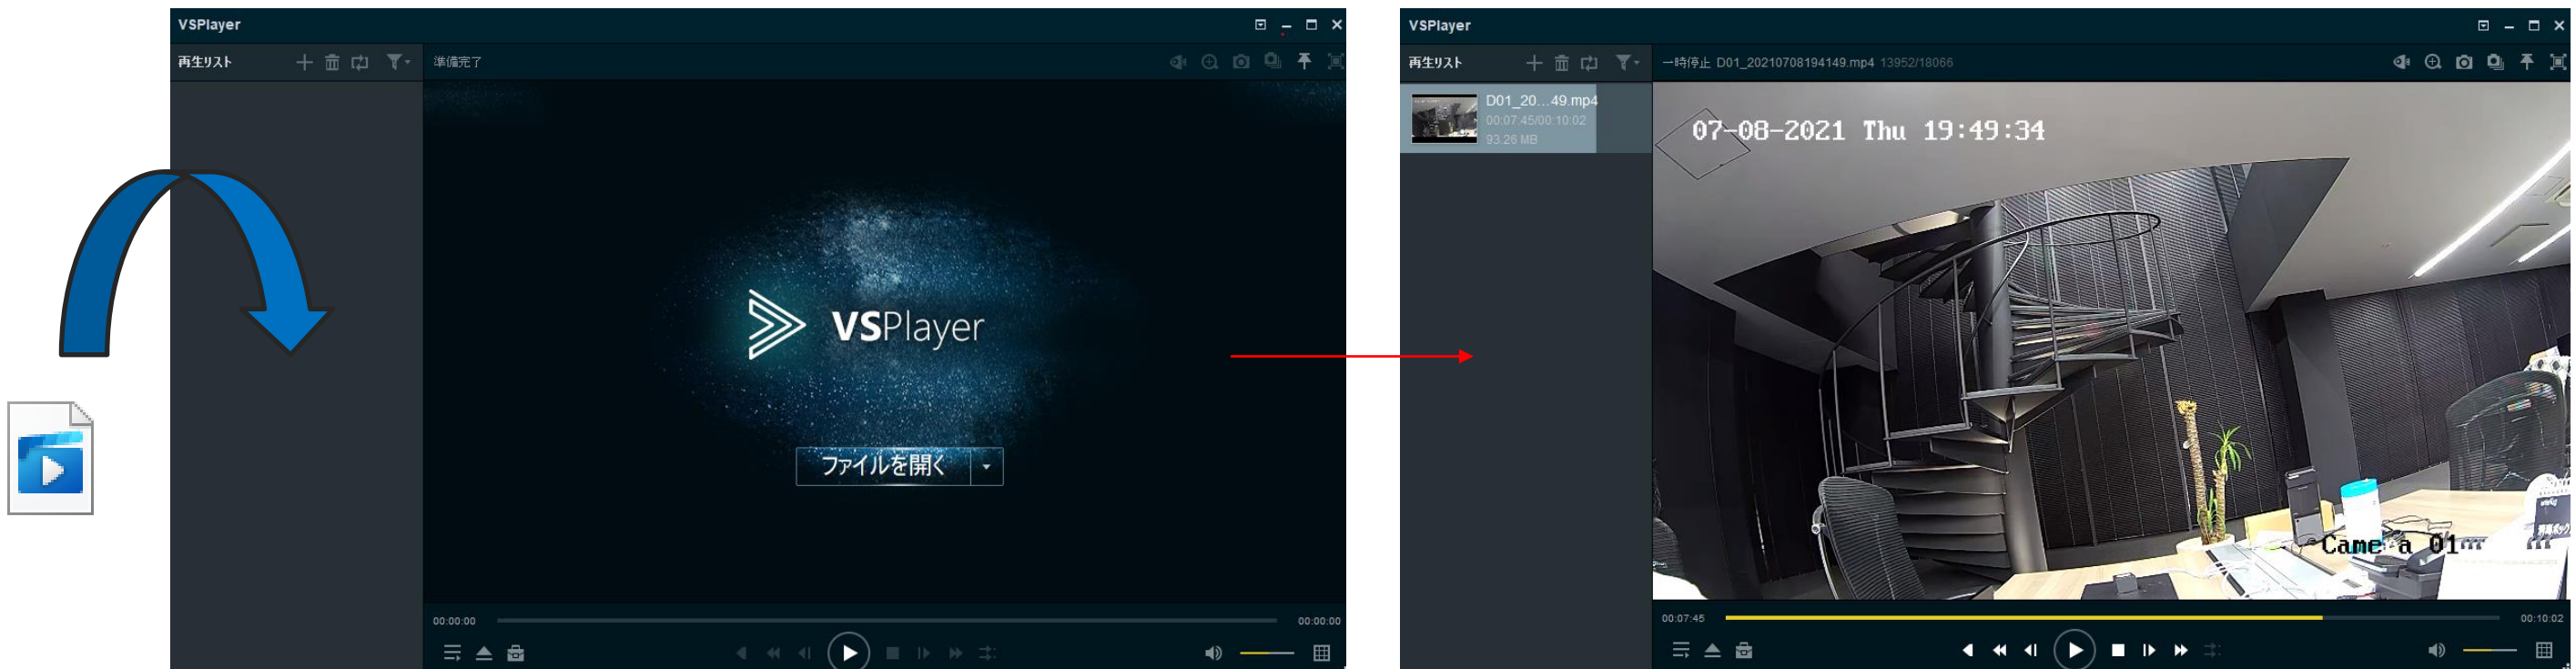 VSPlayer
再生リスト
準備完了
VSPlayer
ファイルを開く
00:00:00
00:00:00
VSPlayer
再生リスト
一時停止 D01_20210708194149.mp4 13952/18066
D01_20...49.mp4
00:07:45/00:10:02
93.26 MB
07-08-2021 Thu 19:49:34
Came a 01
00:07:45
00:10:02